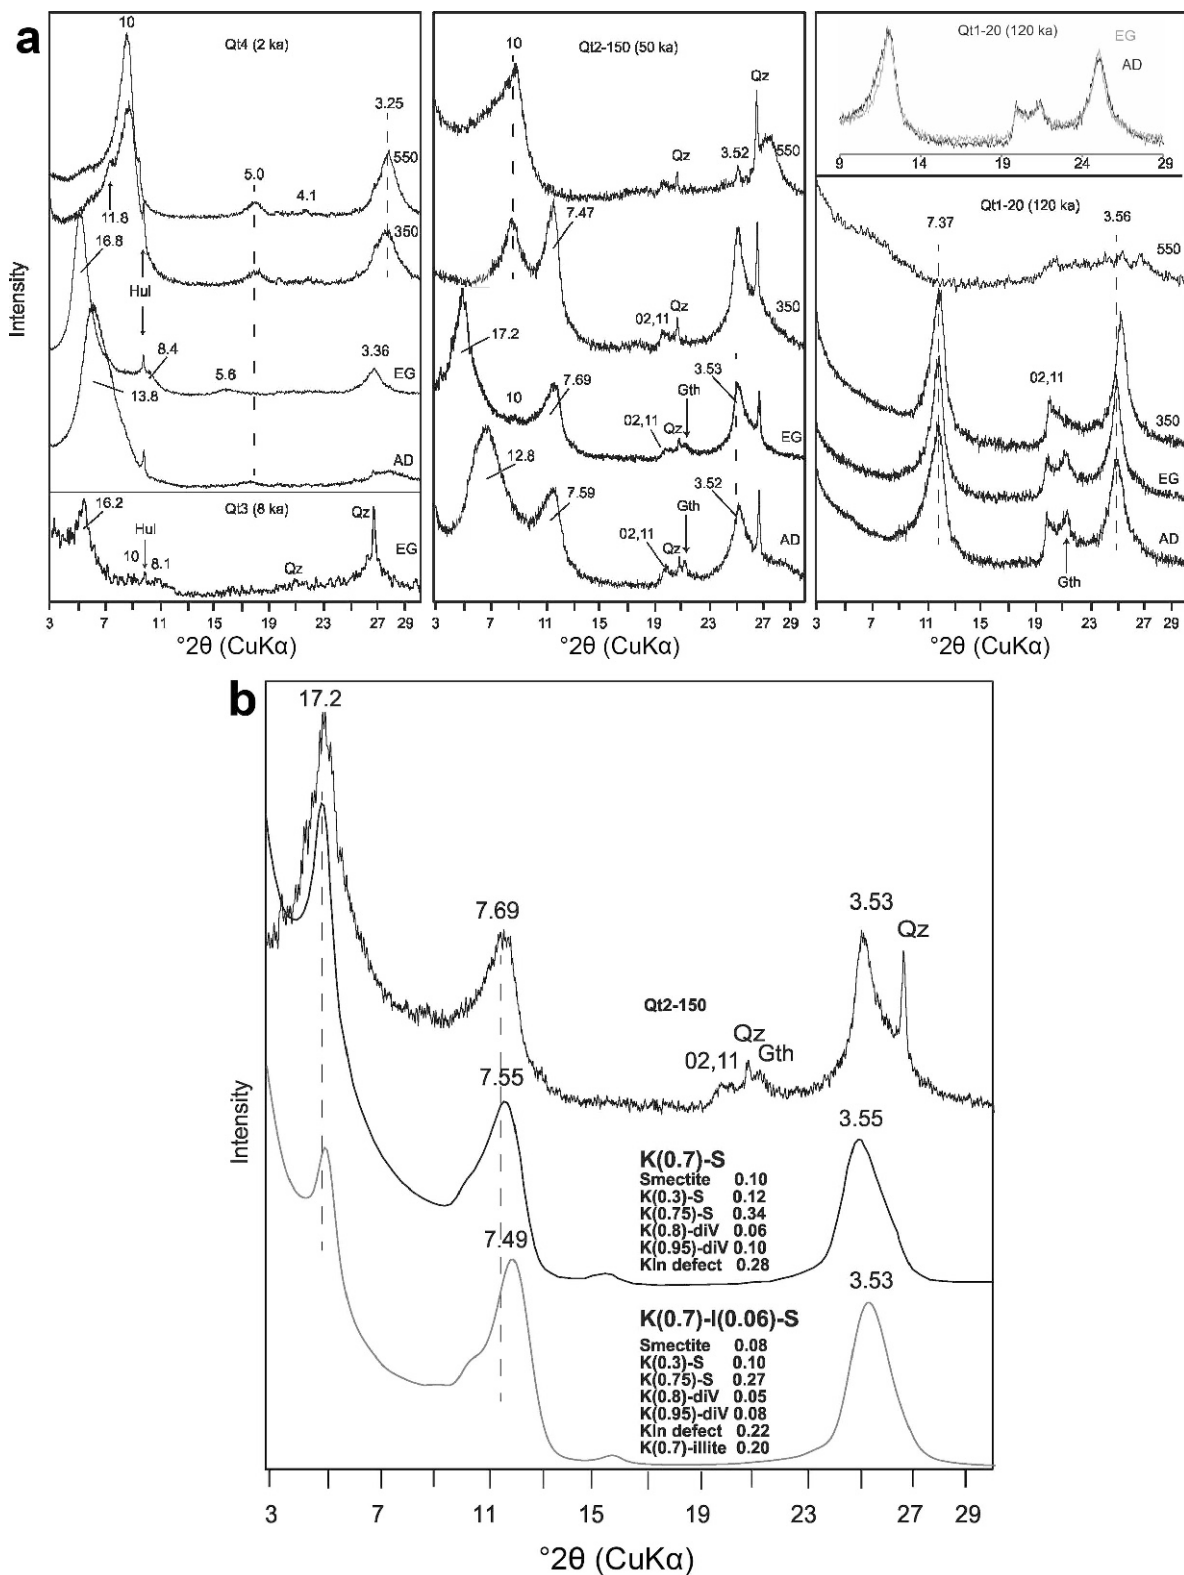 a
Intensity
Qt4 (2 ka)
10
3.25
550
5.0
4.1
11.8
16.8
350
Hul
8.4
3.36
5.6
EG
13.8
AD
Qt3 (8 ka)
16.2
Hul
10
8.1
Qz
Qz
EG
3 7 11 15 19 23 27 29
°2θ (CuKα)
Qt2-150 (50 ka)
10
Qz
Qz
3.52
550
7.47
02,11
Qz
350
17.2
10
7.69
3.53
Gth
02,11
Qz
EG
12.8
7.59
3.52
Gth
02,11
Qz
AD
3 7 11 15 19 23 27 29
°2θ (CuKα)
Qt1-20 (120 ka)
EG
AD
9 14 19 24 29
Qt1-20 (120 ka)
7.37
3.56
550
02,11
350
EG
AD
Gth
3 7 11 15 19 23 27 29
°2θ (CuKα)
b
Intensity
17.2
7.69
3.53
Qz
Qt2-150
Qz
02,11
Gth
7.55
3.55
K(0.7)-S
Smectite 0.10
K(0.3)-S 0.12
K(0.75)-S 0.34
K(0.8)-diV 0.06
K(0.95)-diV 0.10
Kln defect 0.28
7.49
3.53
K(0.7)-I(0.06)-S
Smectite 0.08
K(0.3)-S 0.10
K(0.75)-S 0.27
K(0.8)-diV 0.05
K(0.95)-diV 0.08
Kln defect 0.22
K(0.7)-illite 0.20
3 7 11 15 19 23 27 29
°2θ (CuKα)